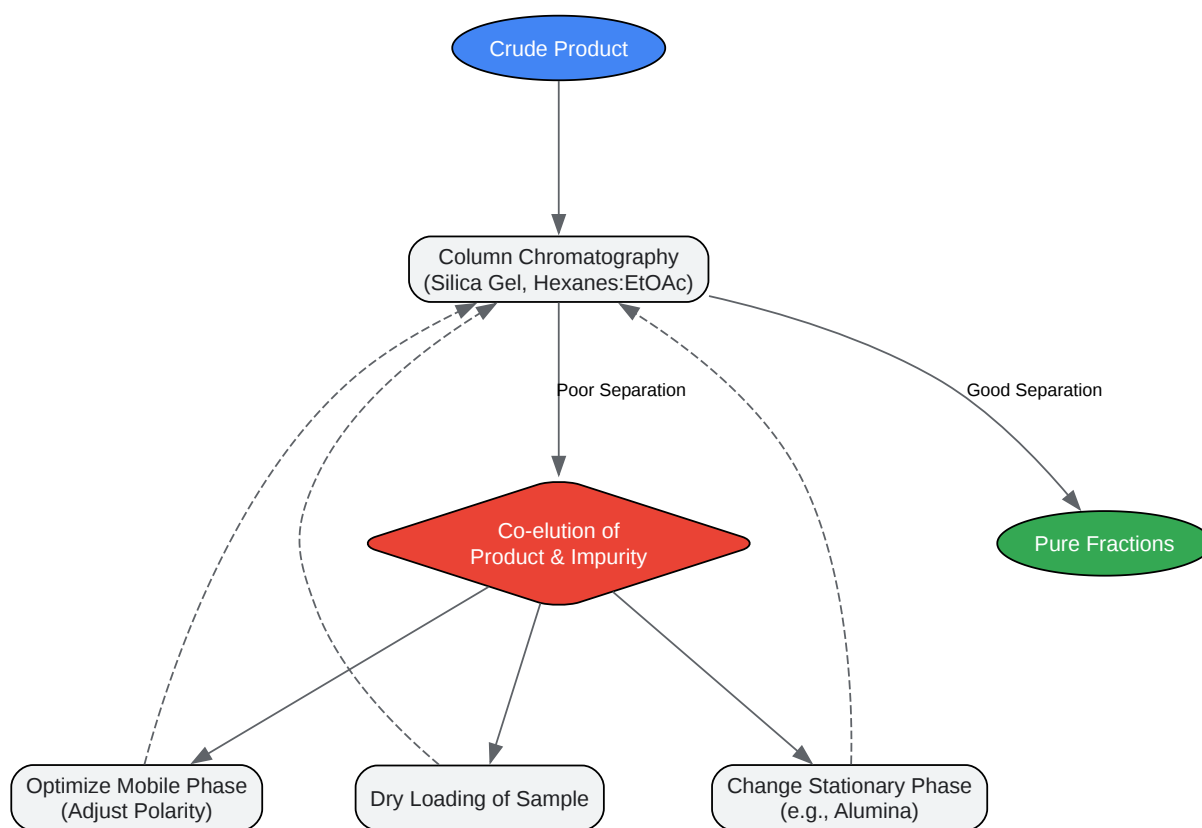 Crude Product
Column Chromatography
(Silica Gel, Hexanes:EtOAc)
Poor Separation
Good Separation
Co-elution of
Product & Impurity
Pure Fractions
Optimize Mobile Phase
(Adjust Polarity)
Dry Loading of Sample
Change Stationary Phase
(e.g., Alumina)